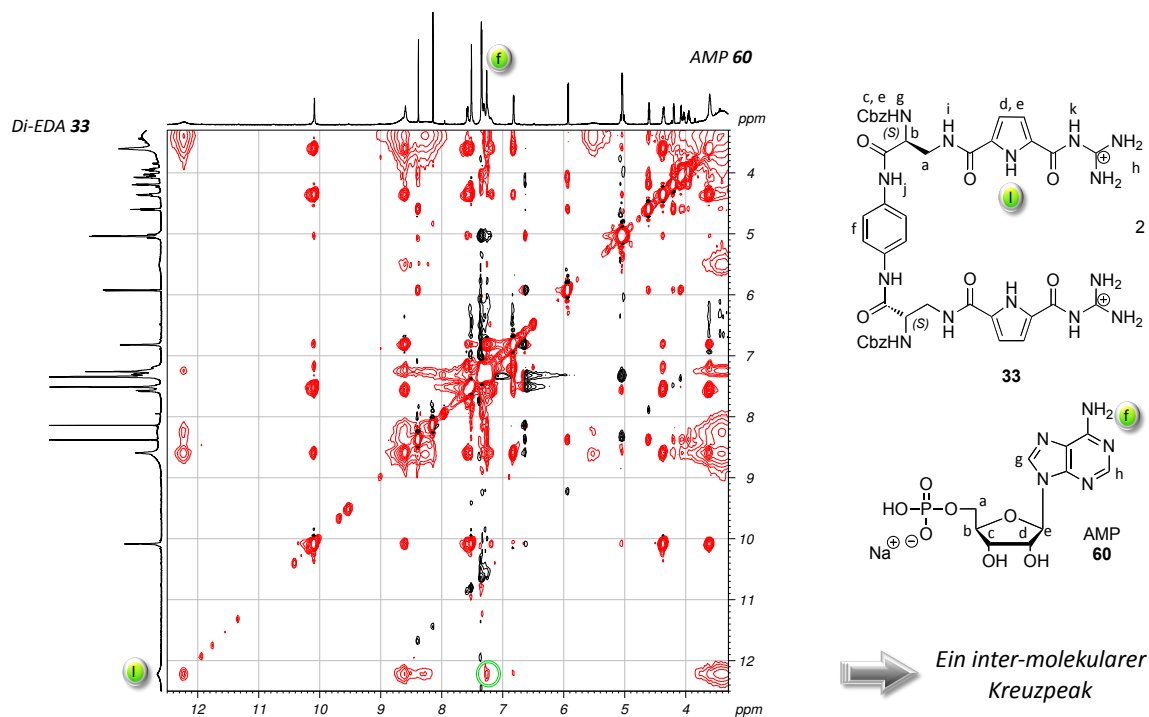 f
AMP 60
Di-EDA 33
ppm
4
5
6
7
8
9
10
11
12
ppm
12
11
10
9
8
7
6
5
4
ppm
l
c, e
g
CbzHN
(S)
b
i
H
N
a
O
NH
j
O
d, e
N
H
l
O
k
H
N
NH2
+
NH2
h
f
2
HN
O
(S)
CbzHN
N
H
O
H
N
O
N
H
NH2
+
NH2
33
NH2
f
N
N
g
N
N
h
O
HO
P
O
O
⊖
Na⊕
a
b
O
c
d
e
OH
OH
AMP
60
Ein inter-molekularer
Kreuzpeak